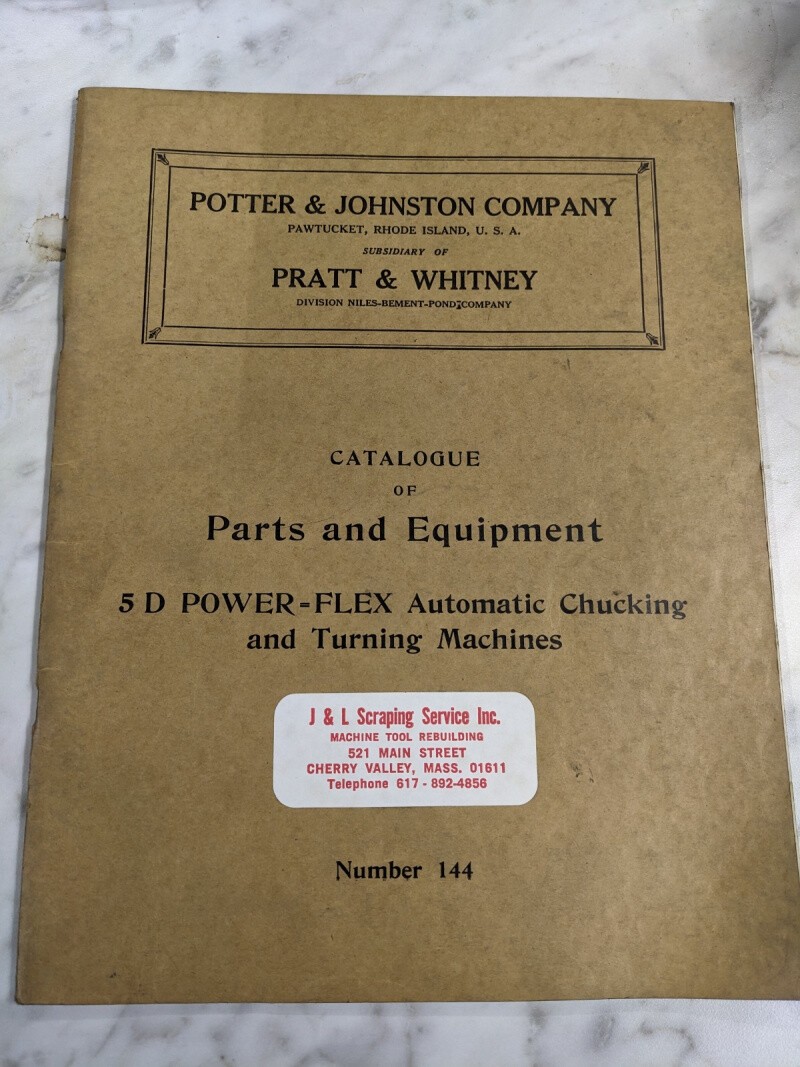 POTTER & JOHNSTON COMPANY
PAWTUCKET, RHODE ISLAND, U. S. A.
SUBSIDIARY OF
PRATT & WHITNEY
DIVISION NILES-BEMENT-POND COMPANY
CATALOGUE
OF
Parts and Equipment
5 D POWER-FLEX Automatic Chucking
and Turning Machines
J & L Scraping Service Inc.
MACHINE TOOL REBUILDING
521 MAIN STREET
CHERRY VALLEY, MASS. 01611
Telephone 617 - 892-4856
Number 144